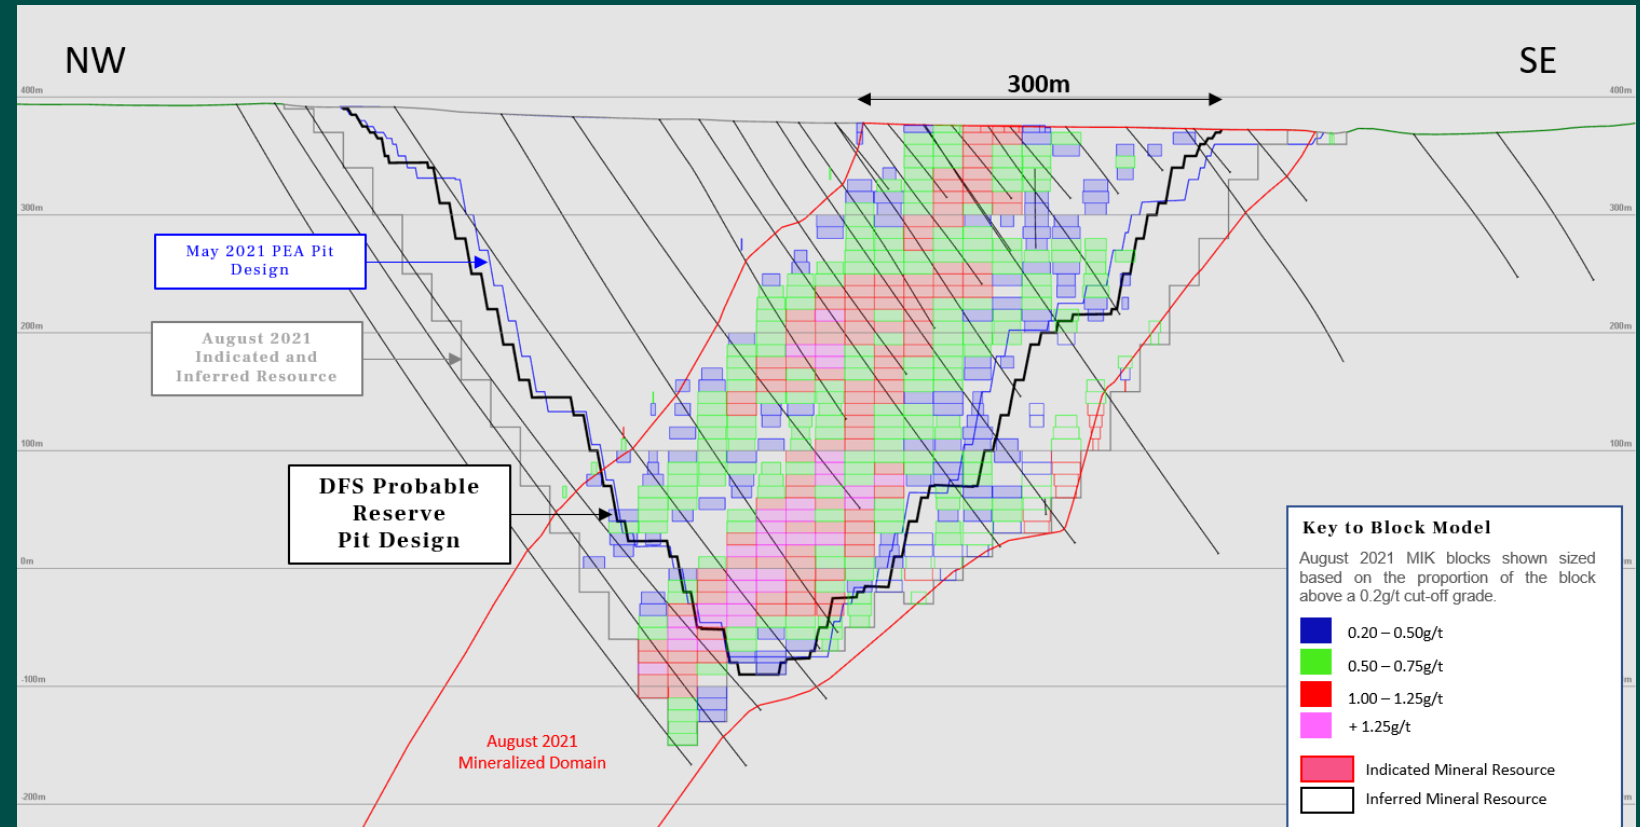 NW
SE
300m
400m
400m
300m
300m
200m
200m
100m
100m
0m
-100m
m
-200m
m
May 2021 PEA Pit
Design
August 2021
Indicated and
Inferred Resource
DFS Probable
Reserve
Pit Design
August 2021
Mineralized Domain
Key to Block Model
August 2021 MIK blocks shown sized
based on the proportion of the block
above a 0.2g/t cut-off grade.
0.20 – 0.50g/t
0.50 – 0.75g/t
1.00 – 1.25g/t
+ 1.25g/t
Indicated Mineral Resource
Inferred Mineral Resource